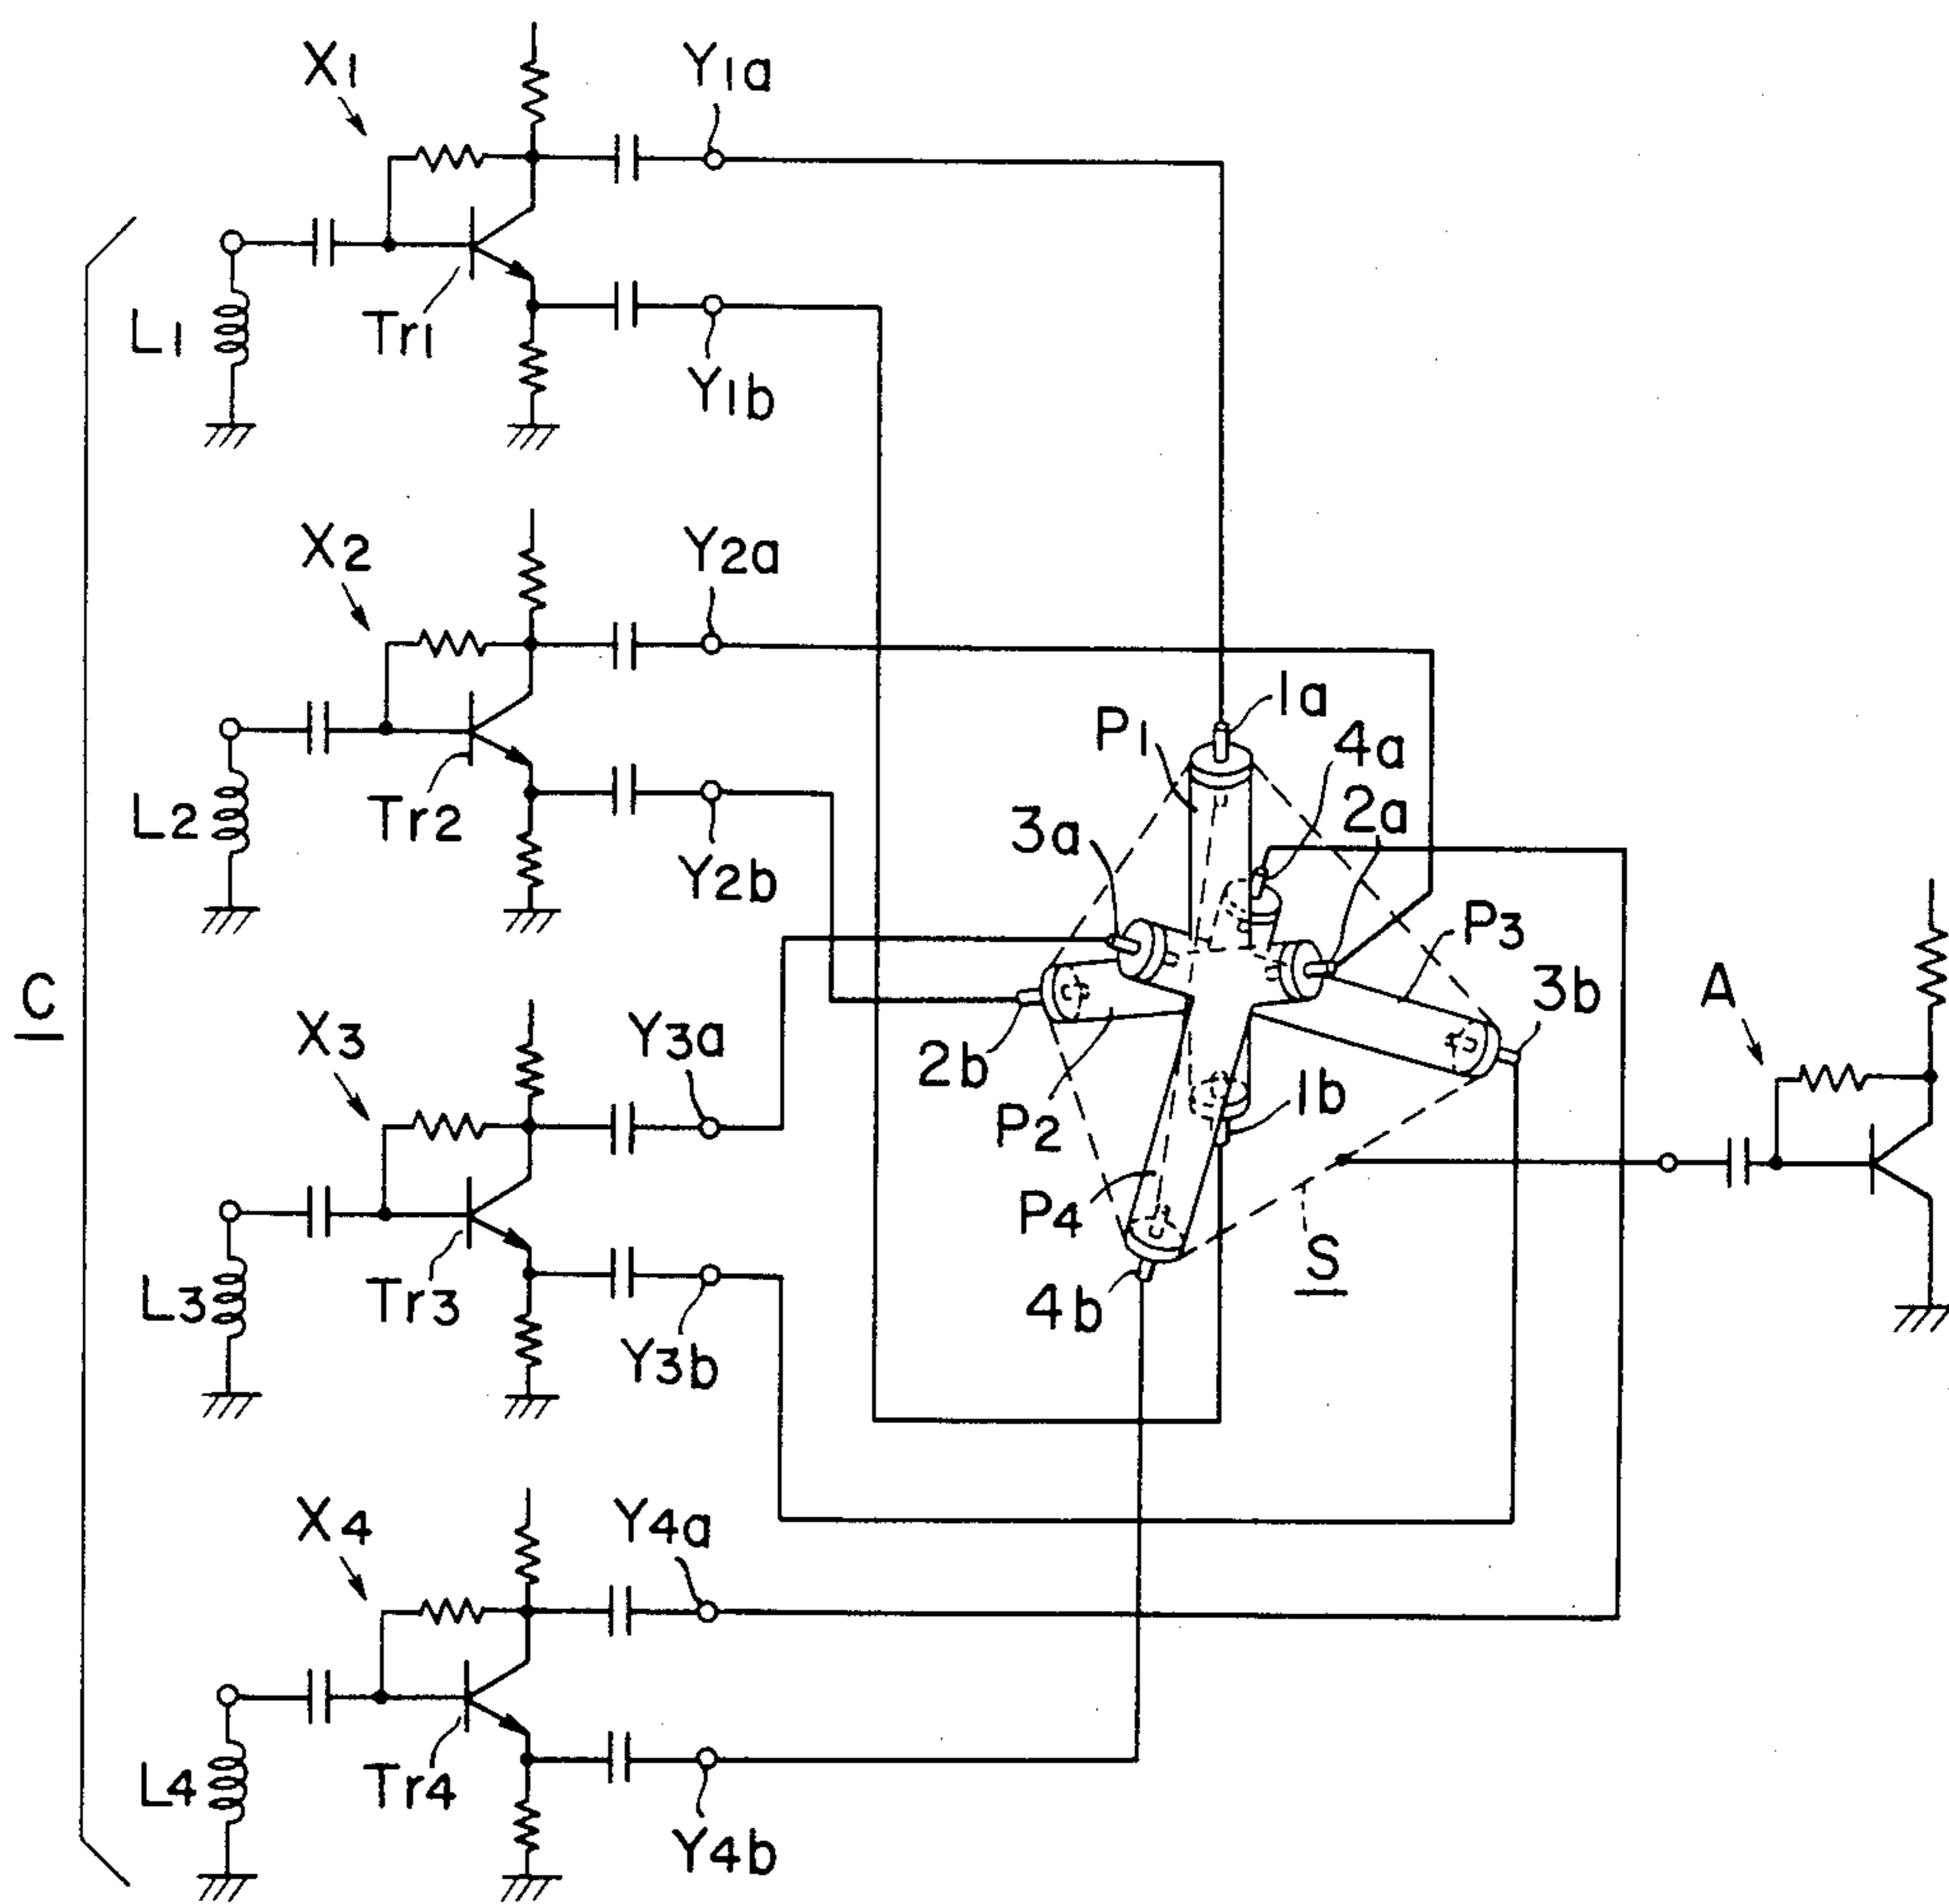 X1
Y1a
L1
Tr1
Y1b
X2
Y2a
1a
P1
4a
L2
Tr2
2a
3a
Y2b
P3
C
X3
Y3a
2b
3b
A
P2
1b
P4
L3
Tr3
S
4b
Y3b
X4
Y4a
L4
Tr4
Y4b